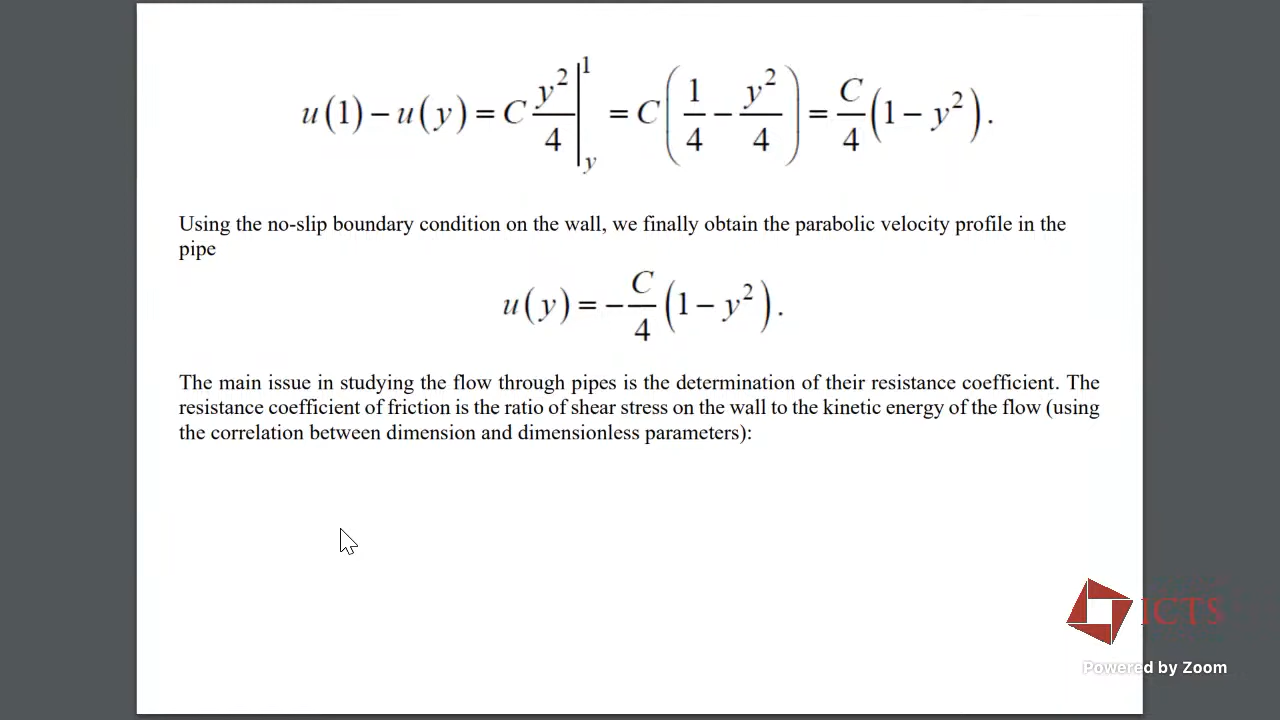 u(1) − u(y) = C y²/4 |₍y₎¹ = C(1/4 − y²/4) = C/4 (1 − y²).
Using the no-slip boundary condition on the wall, we finally obtain the parabolic velocity profile in the
pipe
u(y) = −C/4 (1 − y²).
The main issue in studying the flow through pipes is the determination of their resistance coefficient. The
resistance coefficient of friction is the ratio of shear stress on the wall to the kinetic energy of the flow (using
the correlation between dimension and dimensionless parameters):
ICTS
Powered by Zoom